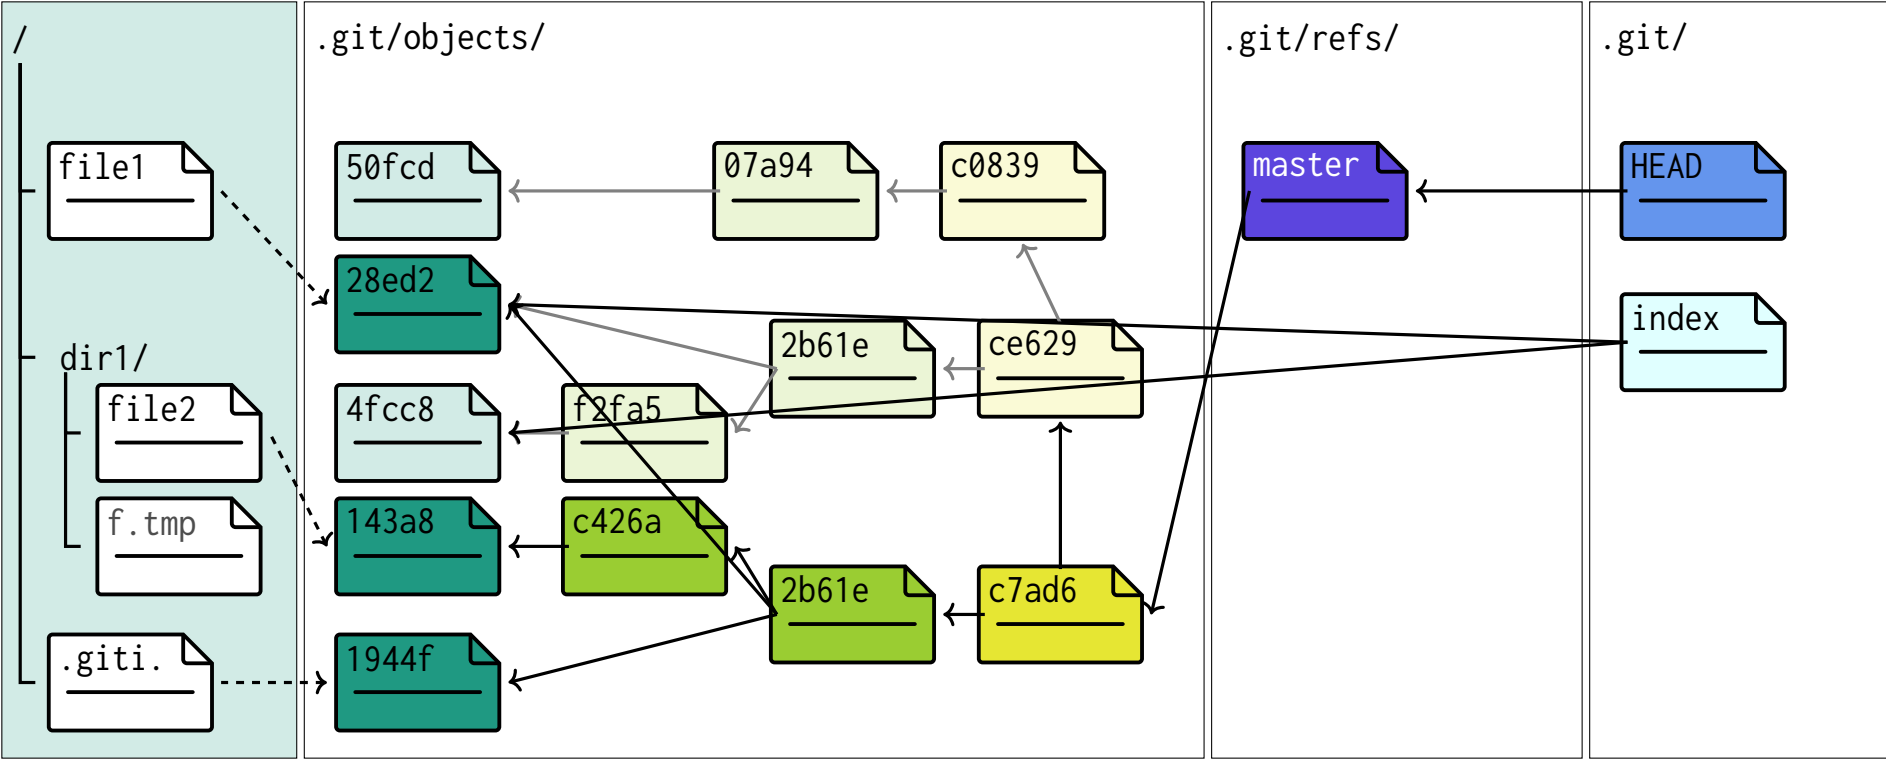 /
file1
dir1/
file2
f.tmp
.giti.
.git/objects/
50fcd
07a94
c0839
28ed2
2b61e
ce629
4fcc8
f2fa5
143a8
c426a
2b61e
c7ad6
1944f
.git/refs/
master
.git/
HEAD
index